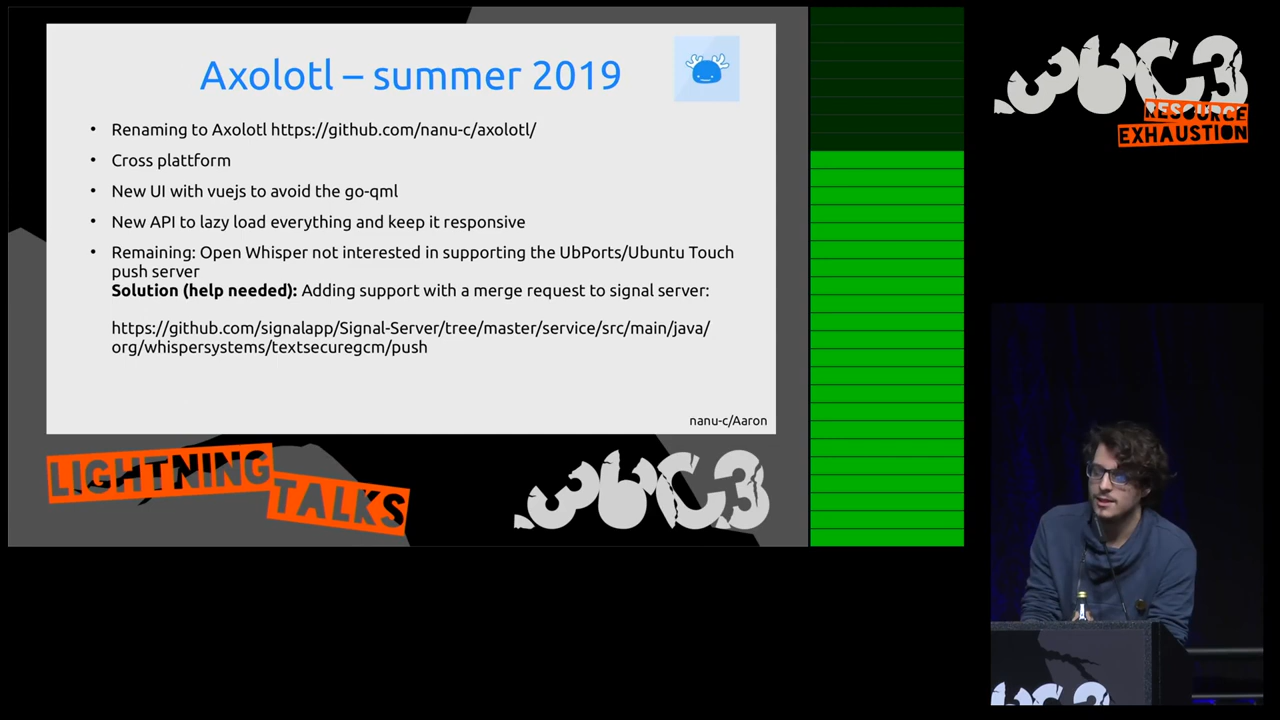 Axolotl – summer 2019
• Renaming to Axolotl https://github.com/nanu-c/axolotl/
• Cross plattform
• New UI with vuejs to avoid the go-qml
• New API to lazy load everything and keep it responsive
• Remaining: Open Whisper not interested in supporting the UbPorts/Ubuntu Touch
push server
Solution (help needed): Adding support with a merge request to signal server:
https://github.com/signalapp/Signal-Server/tree/master/service/src/main/java/
org/whispersystems/textsecuregcm/push
nanu-c/Aaron
LIGHTNING
TALKS
36C3
36C3
RESOURCE
EXHAUSTION
36C3